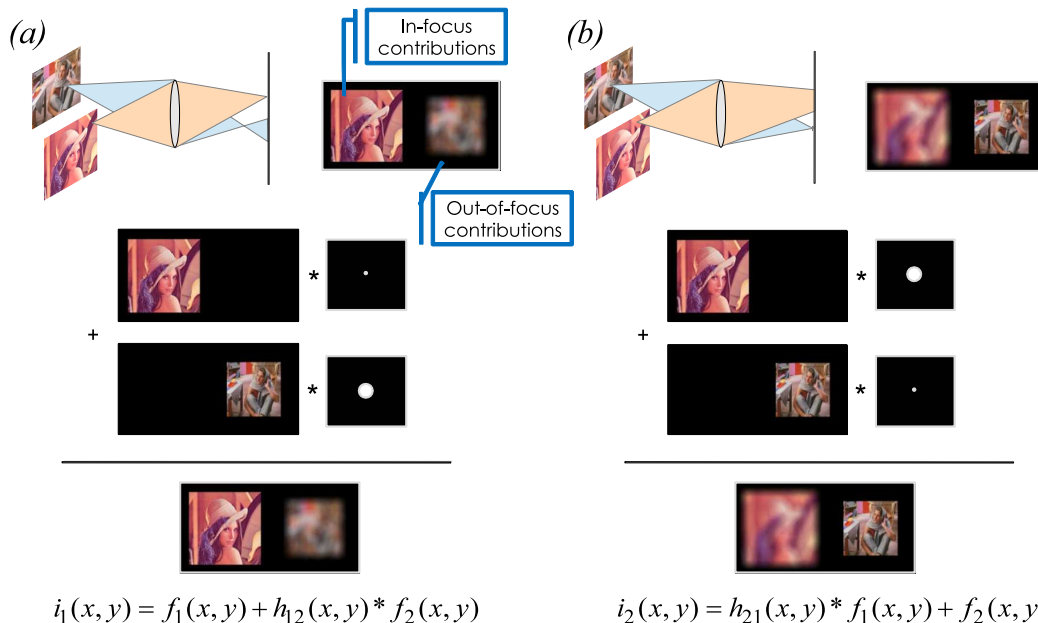 (a)
In-focus
contributions
(b)
Out-of-focus
contributions
*
*
+
+
*
*
i₁(x, y) = f₁(x, y) + h₁₂(x, y) * f₂(x, y)
i₂(x, y) = h₂₁(x, y) * f₁(x, y) + f₂(x, y